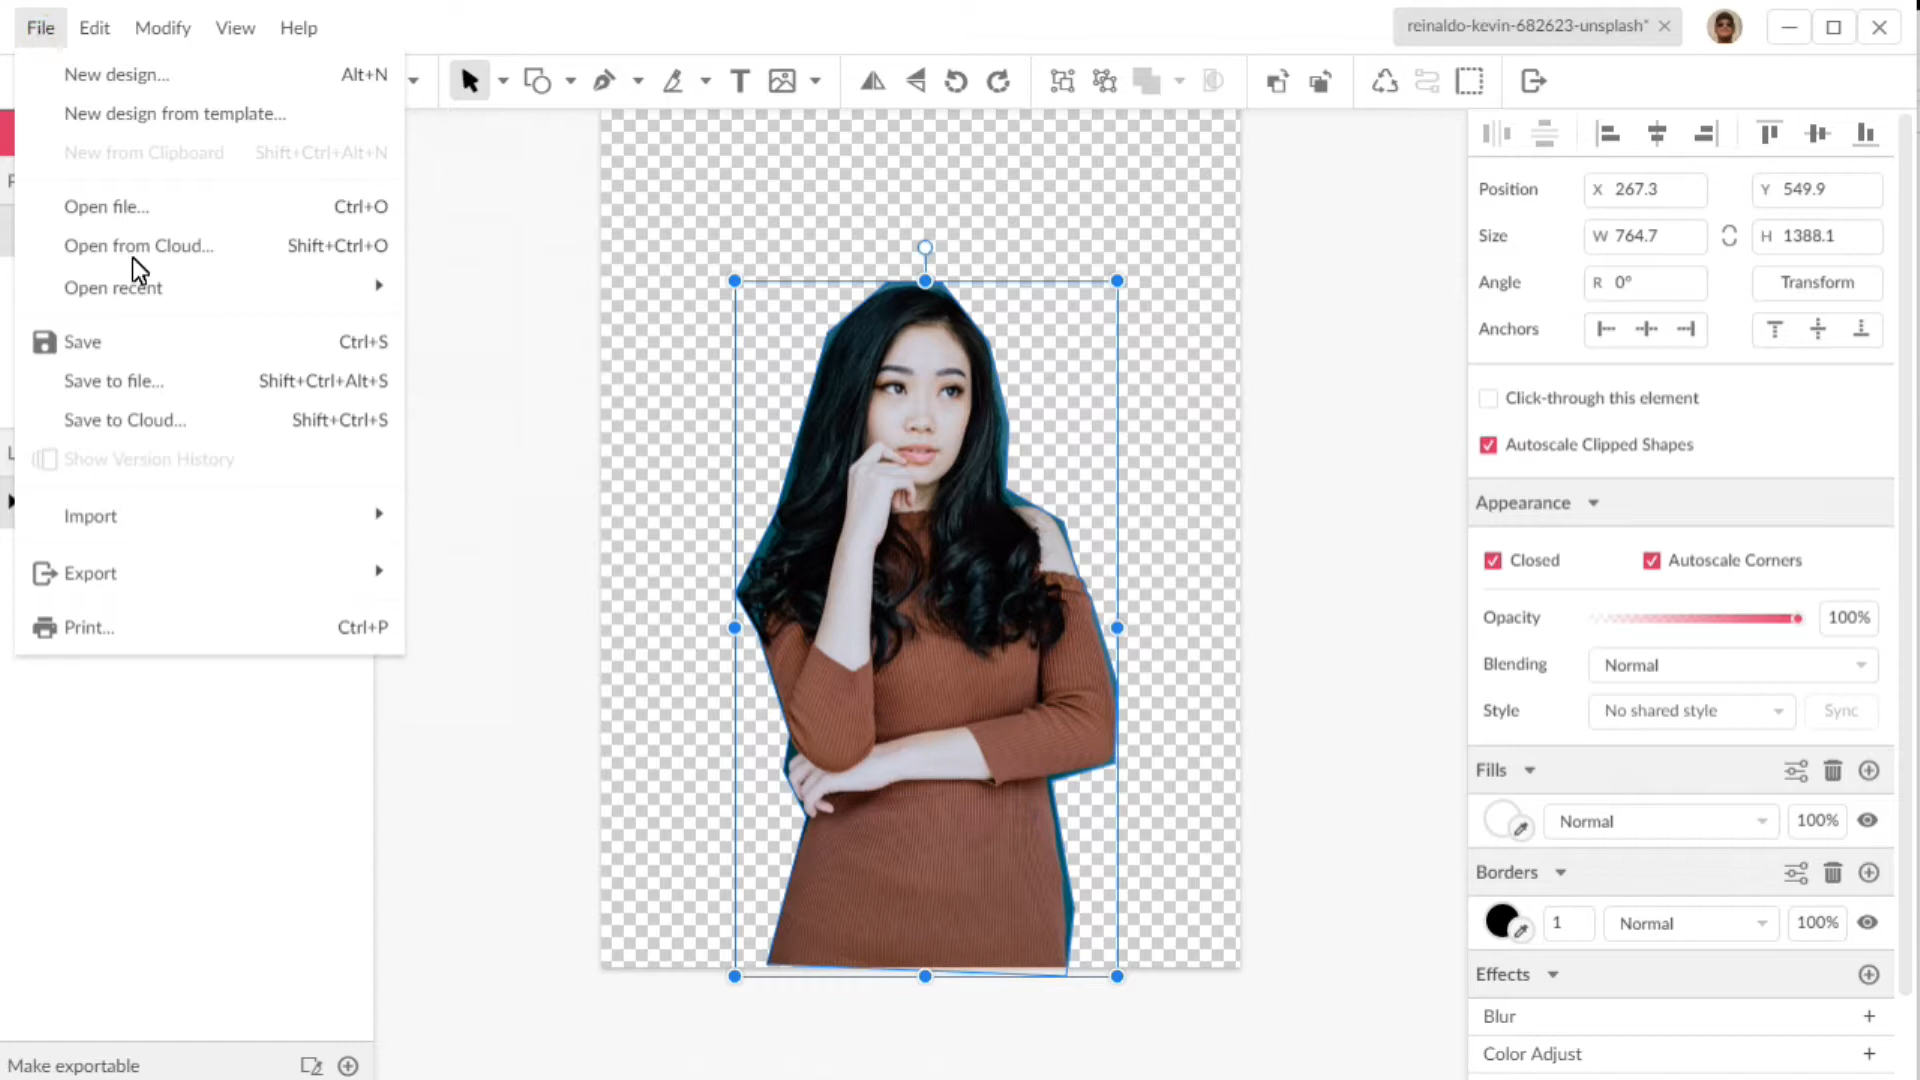 File Edit Modify View Help
reinaldo-kevin-682623-unsplash*
New design... Alt+N
New design from template...
New from Clipboard Shift+Ctrl+Alt+N
Open file... Ctrl+O
Open from Cloud... Shift+Ctrl+O
Open recent
Save Ctrl+S
Save to file... Shift+Ctrl+Alt+S
Save to Cloud... Shift+Ctrl+S
Show Version History
Import
Export
Print... Ctrl+P
Make exportable
Position X 267.3 Y 549.9
Size W 764.7 H 1388.1
Angle R 0° Transform
Anchors
Click-through this element
Autoscale Clipped Shapes
Appearance
Closed Autoscale Corners
Opacity 100%
Blending Normal
Style No shared style Sync
Fills
Normal 100%
Borders
1 Normal 100%
Effects
Blur +
Color Adjust +